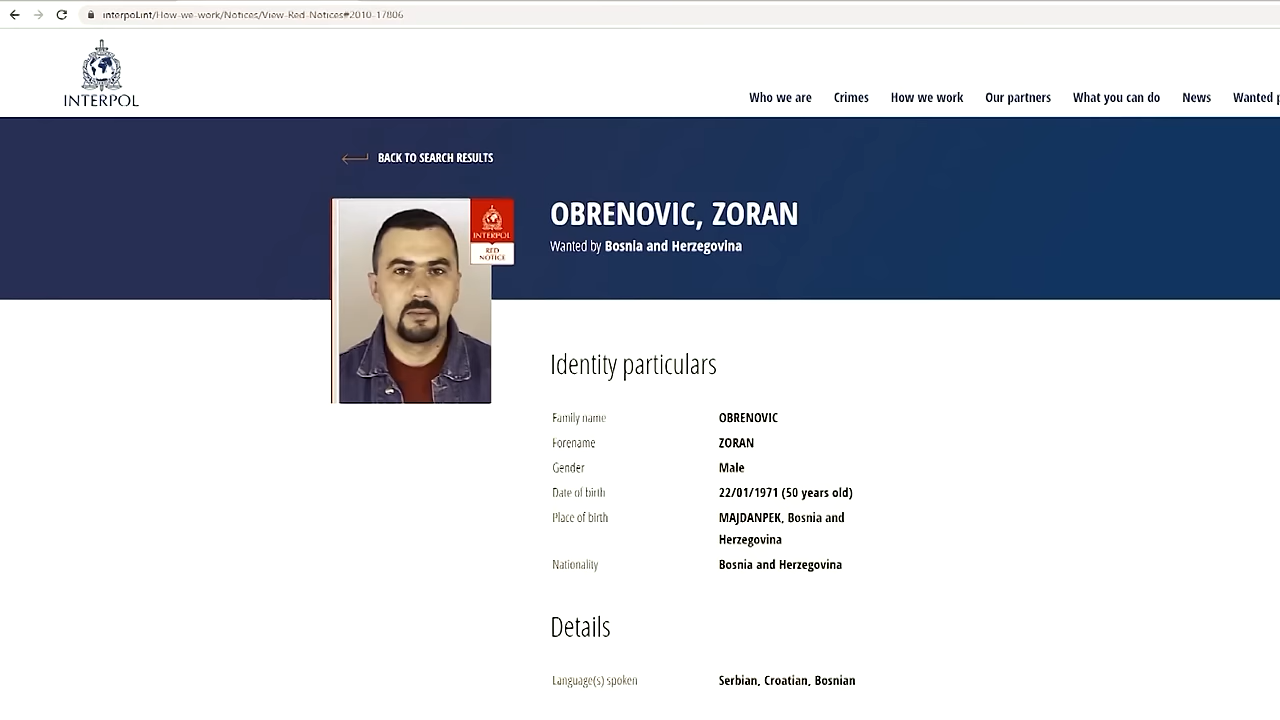 interpol.int/How-we-work/Notices/View-Red-Notices#2010-17806
INTERPOL
Who we are Crimes How we work Our partners What you can do News Wanted p
BACK TO SEARCH RESULTS
INTERPOL
RED
NOTICE
OBRENOVIC, ZORAN
Wanted by Bosnia and Herzegovina
Identity particulars
Family name OBRENOVIC
Forename ZORAN
Gender Male
Date of birth 22/01/1971 (50 years old)
Place of birth MAJDANPEK, Bosnia and
Herzegovina
Nationality Bosnia and Herzegovina
Details
Language(s) spoken Serbian, Croatian, Bosnian